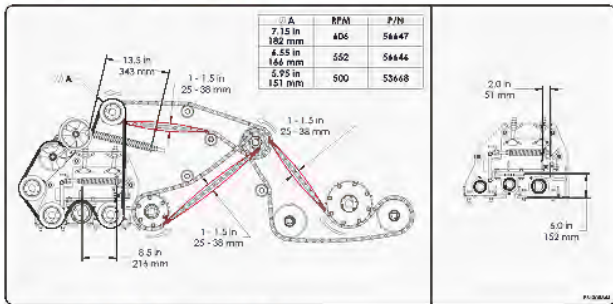 Ø A RPM P/N
7.15 in 606 56647
182 mm
6.55 in 552 56646
166 mm
5.95 in 500 53668
151 mm
13.5 in
343 mm
Ø A
1 - 1.5 in
25 - 38 mm
1 - 1.5 in
25 - 38 mm
1 - 1.5 in
25 - 38 mm
8.5 in
216 mm
2.0 in
51 mm
6.0 in
152 mm